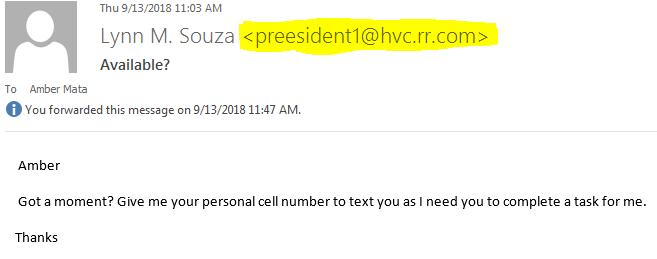 Thu 9/13/2018 11:03 AM
Lynn M. Souza <preesident1@hvc.rr.com>
Available?
To Amber Mata
You forwarded this message on 9/13/2018 11:47 AM.
Amber
Got a moment? Give me your personal cell number to text you as I need you to complete a task for me.
Thanks